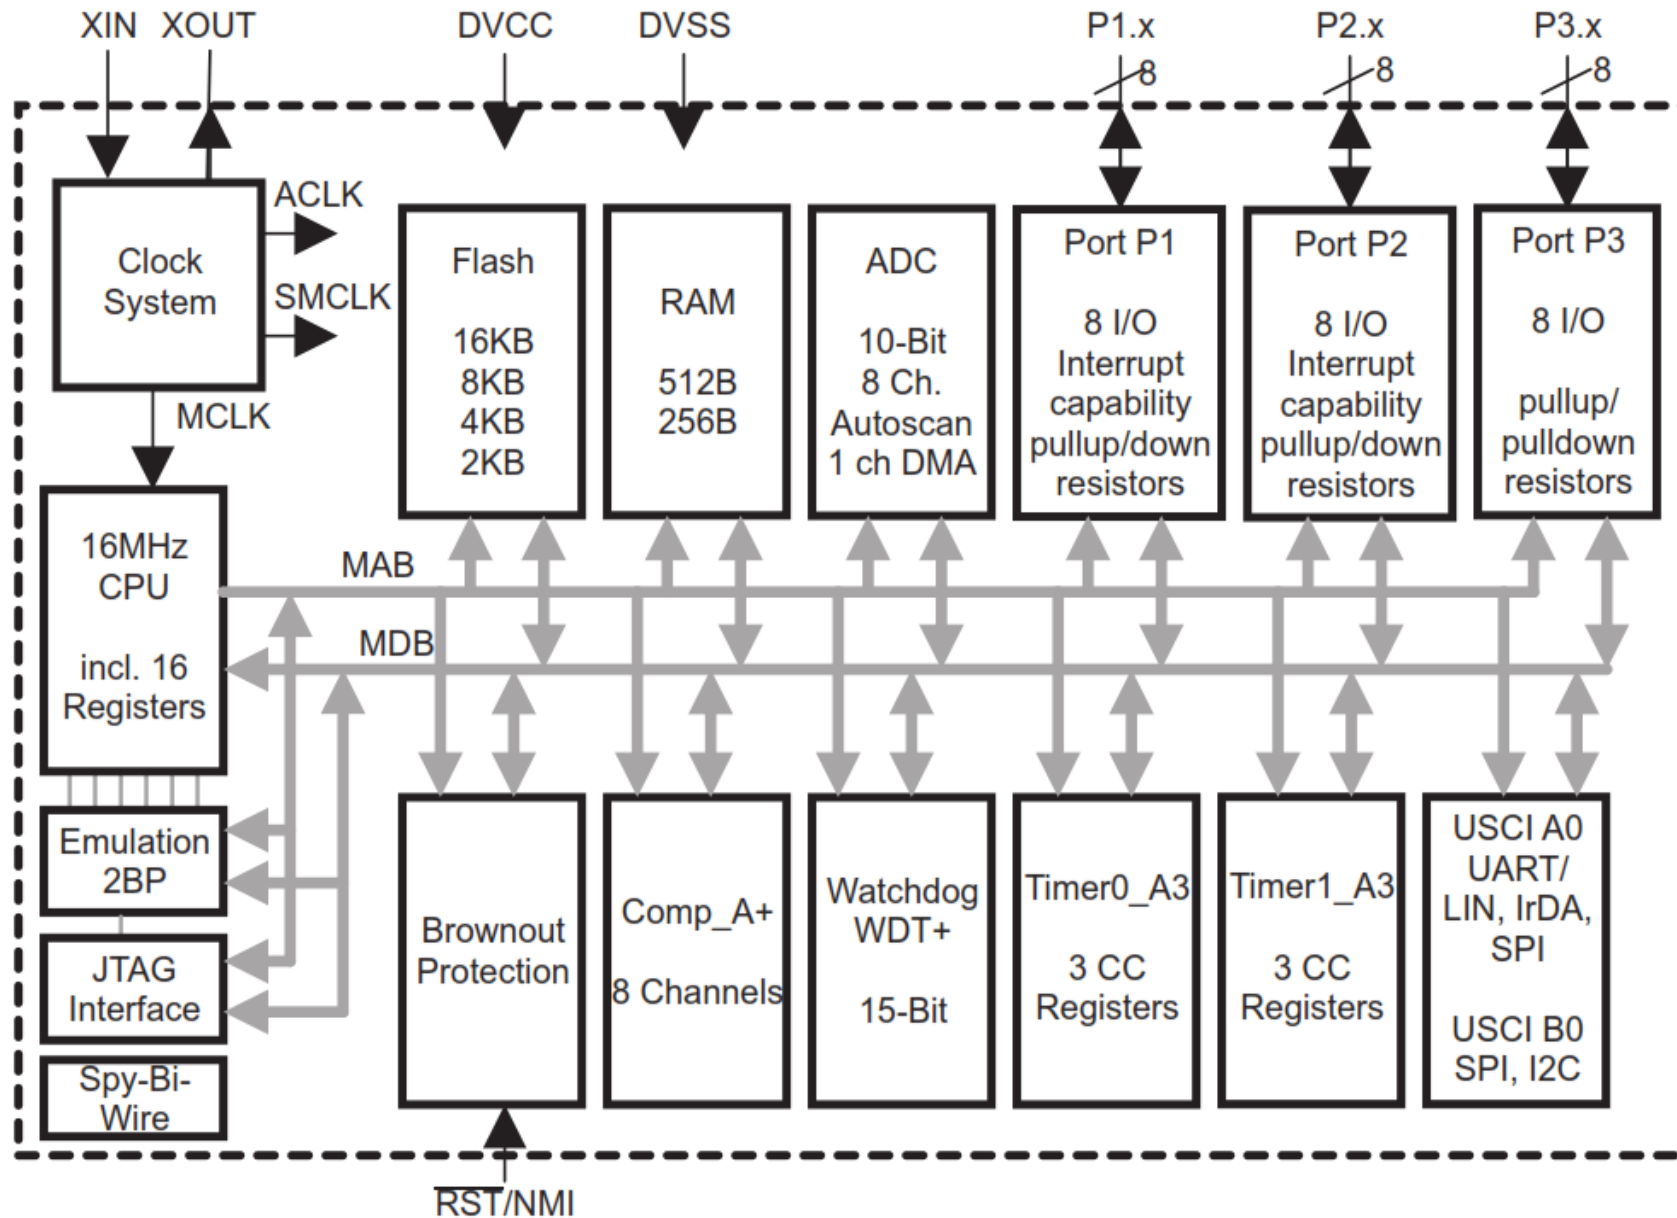 XIN XOUT DVCC DVSS P1.x P2.x P3.x
8 8 8
ACLK
Clock
System
SMCLK
MCLK
Flash
16KB
8KB
4KB
2KB
RAM
512B
256B
ADC
10-Bit
8 Ch.
Autoscan
1 ch DMA
Port P1
8 I/O
Interrupt
capability
pullup/down
resistors
Port P2
8 I/O
Interrupt
capability
pullup/down
resistors
Port P3
8 I/O
pullup/
pulldown
resistors
16MHz
CPU
incl. 16
Registers
MAB
MDB
Emulation
2BP
JTAG
Interface
Spy-Bi-
Wire
Brownout
Protection
Comp_A+
8 Channels
Watchdog
WDT+
15-Bit
Timer0_A3
3 CC
Registers
Timer1_A3
3 CC
Registers
USCI A0
UART/
LIN, IrDA,
SPI
USCI B0
SPI, I2C
RST/NMI